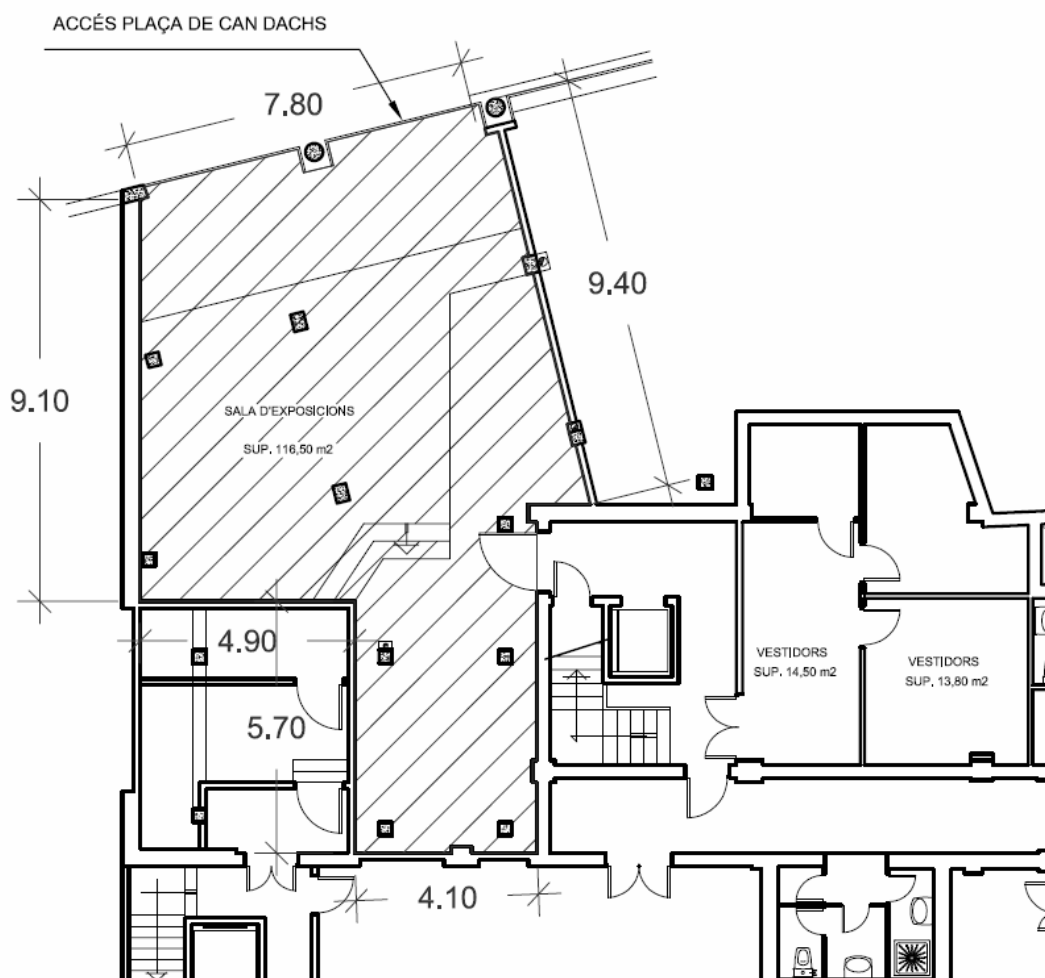 ACCÉS PLAÇA DE CAN DACHS
7.80
9.40
9.10
SALA D'EXPOSICIONS
SUP. 116,50 m2
4.90
5.70
VESTIDORS
SUP. 14,50 m2
VESTIDORS
SUP. 13,80 m2
4.10